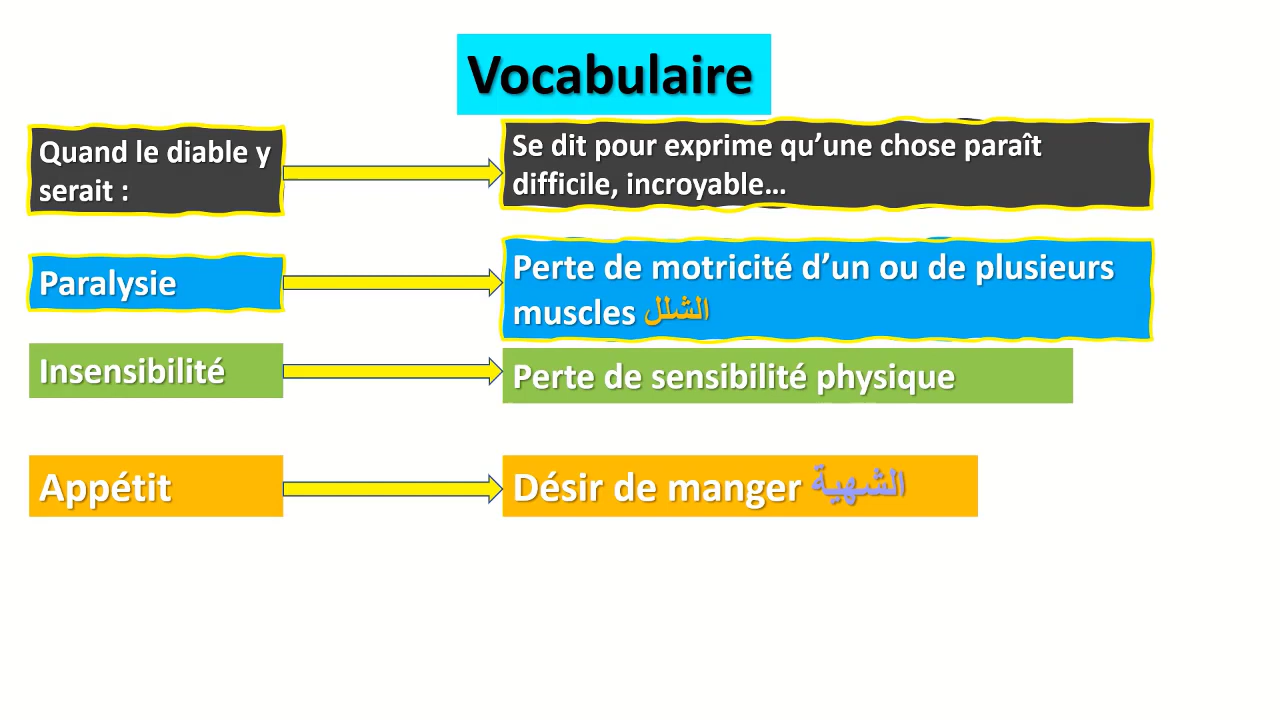 Vocabulaire
Quand le diable y
serait :
Se dit pour exprime qu’une chose paraît
difficile, incroyable…
Paralysie
Perte de motricité d’un ou de plusieurs
muscles الشلل
Insensibilité
Perte de sensibilité physique
Appétit
Désir de manger الشهية